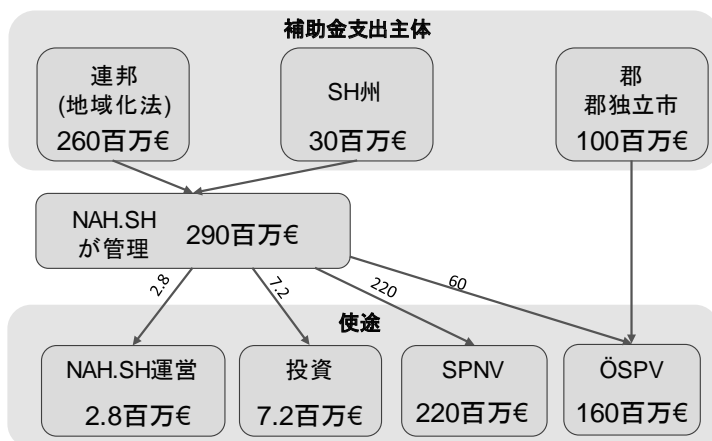 補助金支出主体
連邦
(地域化法)
260百万€
SH州
30百万€
郡
郡独立市
100百万€
NAH.SH
が管理
290百万€
2.8
7.2
220
60
使途
NAH.SH運営
2.8百万€
投資
7.2百万€
SPNV
220百万€
ÖSPV
160百万€